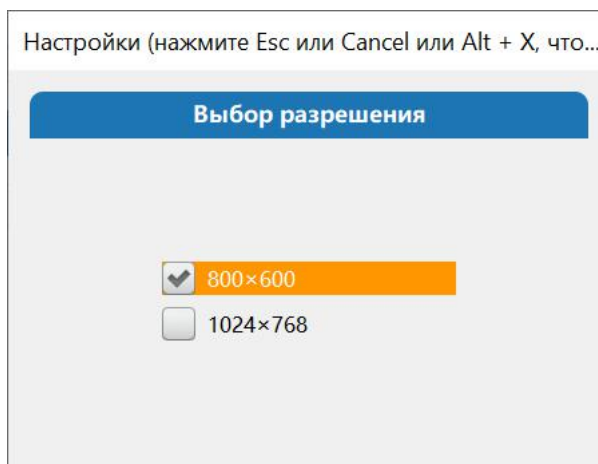 Настройки (нажмите Esc или Cancel или Alt + X, что...
Выбор разрешения
800×600
1024×768